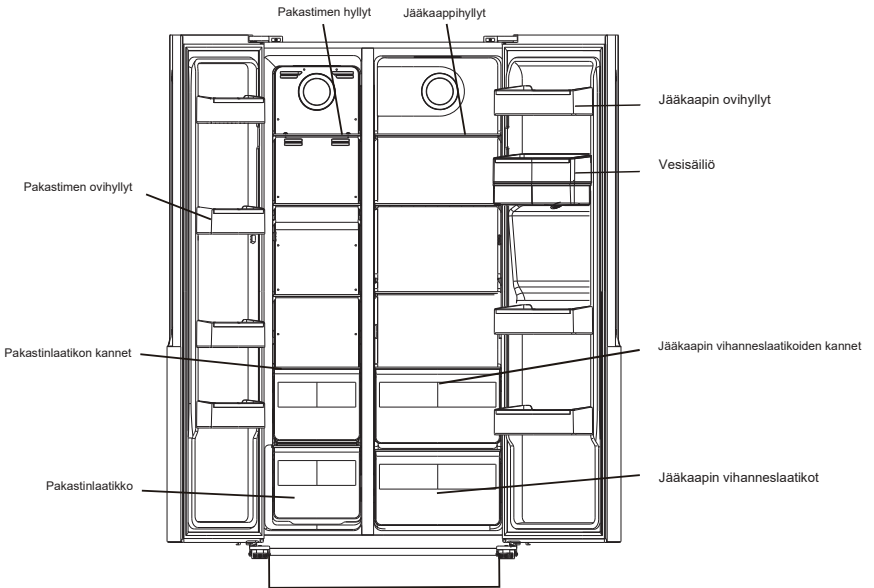 Pakastimen hyllyt
Jääkaappihyllyt
Jääkaapin ovihyllyt
Vesisäiliö
Pakastimen ovihyllyt
Pakastinlaatikon kannet
Jääkaapin vihanneslaatikoiden kannet
Pakastinlaatikko
Jääkaapin vihanneslaatikot